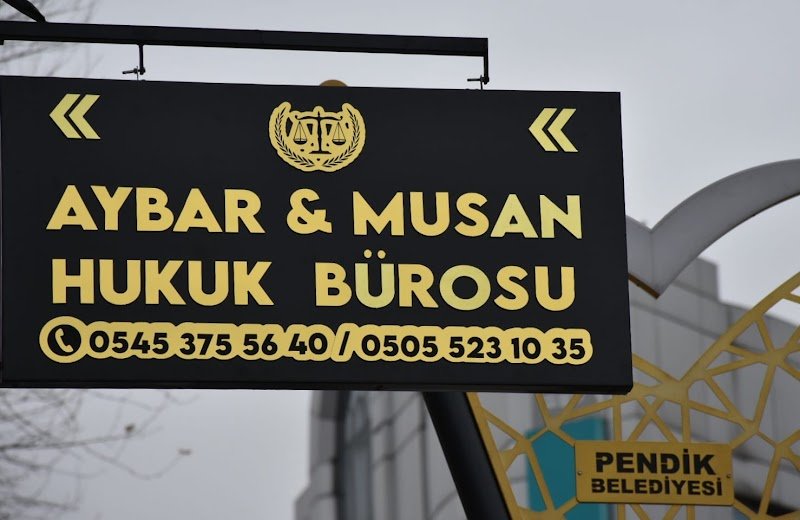 AYBAR & MUSAN
HUKUK BÜROSU
0545 375 56 40 / 0505 523 10 35
PENDİK
BELEDİYESİ